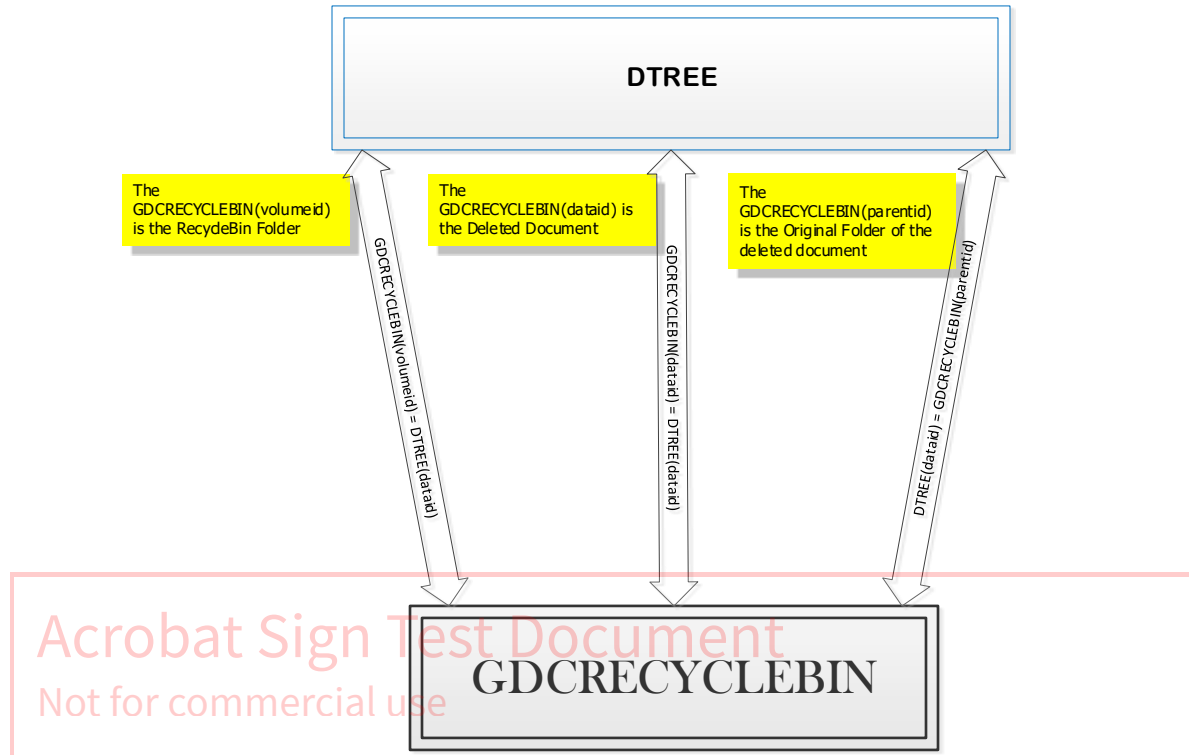 DTREE
The
GDCRECYCLEBIN(volumeid)
is the RecycleBin Folder
The
GDCRECYCLEBIN(dataid) is
the Deleted Document
The
GDCRECYCLEBIN(parentid)
is the Original Folder of the
deleted document
GDCRECYCLEBIN(volumeid) = DTREE(dataid)
GDCRECYCLEBIN(dataid) = DTREE(dataid)
DTREE(dataid) = GDCRECYCLEBIN(parentid)
Acrobat Sign Test Document
Not for commercial use
GDCRECYCLEBIN